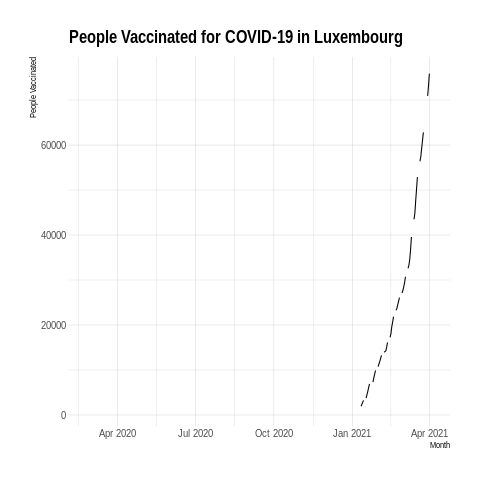 People Vaccinated for COVID-19 in Luxembourg
People Vaccinated
60000
40000
20000
0
Apr 2020 Jul 2020 Oct 2020 Jan 2021 Apr 2021
Month